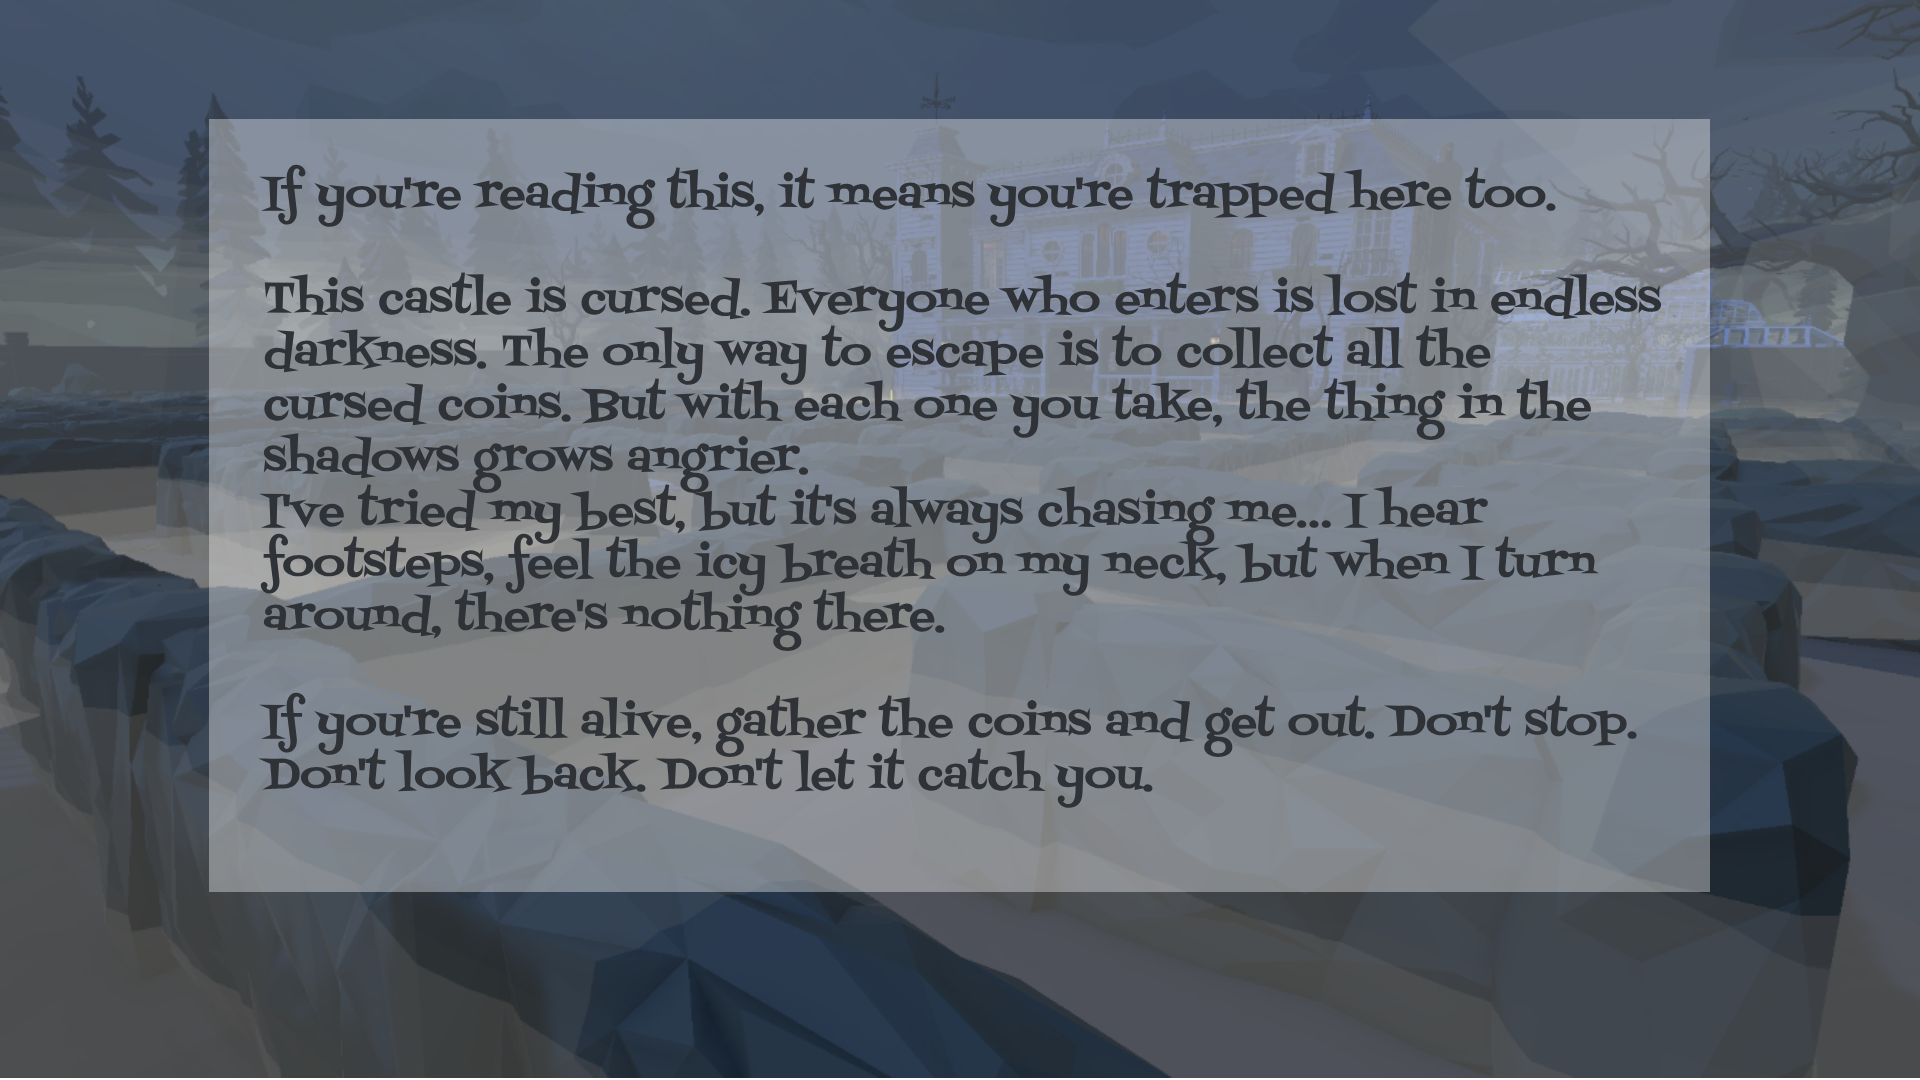 If you're reading this, it means you're trapped here too.
This castle is cursed. Everyone who enters is lost in endless
darkness. The only way to escape is to collect all the
cursed coins. But with each one you take, the thing in the
shadows grows angrier.
I've tried my best, but it's always chasing me... I hear
footsteps, feel the icy breath on my neck, but when I turn
around, there's nothing there.
If you're still alive, gather the coins and get out. Don't stop.
Don't look back. Don't let it catch you.